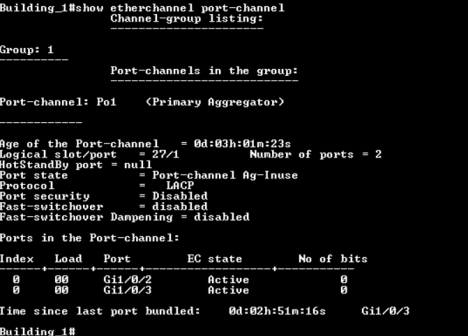 Building_1#show etherchannel port-channel
Channel-group listing:
----------------------
Group: 1
----------
Port-channels in the group:
---------------------------
Port-channel: Po1    (Primary Aggregator)
------------
Age of the Port-channel   = 0d:03h:01m:23s
Logical slot/port   = 27/1          Number of ports = 2
HotStandBy port = null
Port state          = Port-channel Ag-Inuse
Protocol            =   LACP
Port security       = Disabled
Fast-switchover     = disabled
Fast-switchover Dampening = disabled
Ports in the Port-channel:
Index   Load   Port     EC state        No of bits
------+------+------+------------------+-----------
0     00     Gi1/0/2     Active             0
0     00     Gi1/0/3     Active             0
Time since last port bundled:    0d:02h:51m:16s    Gi1/0/3
Building_1#